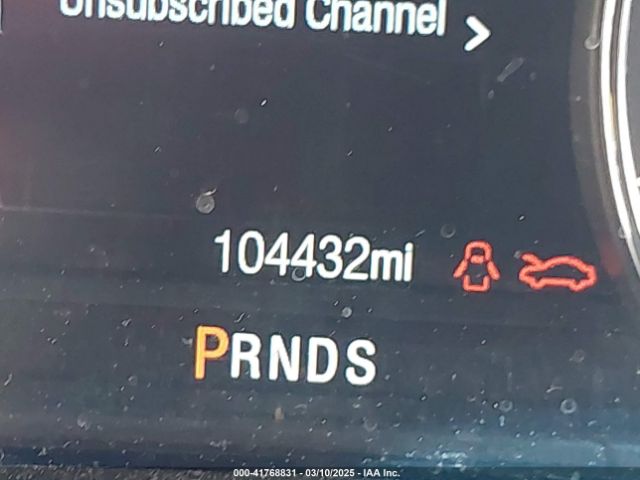 Unsubscribed Channel
104432mi
PRNDS
000-41768831 - 03/10/2025 - IAA Inc.